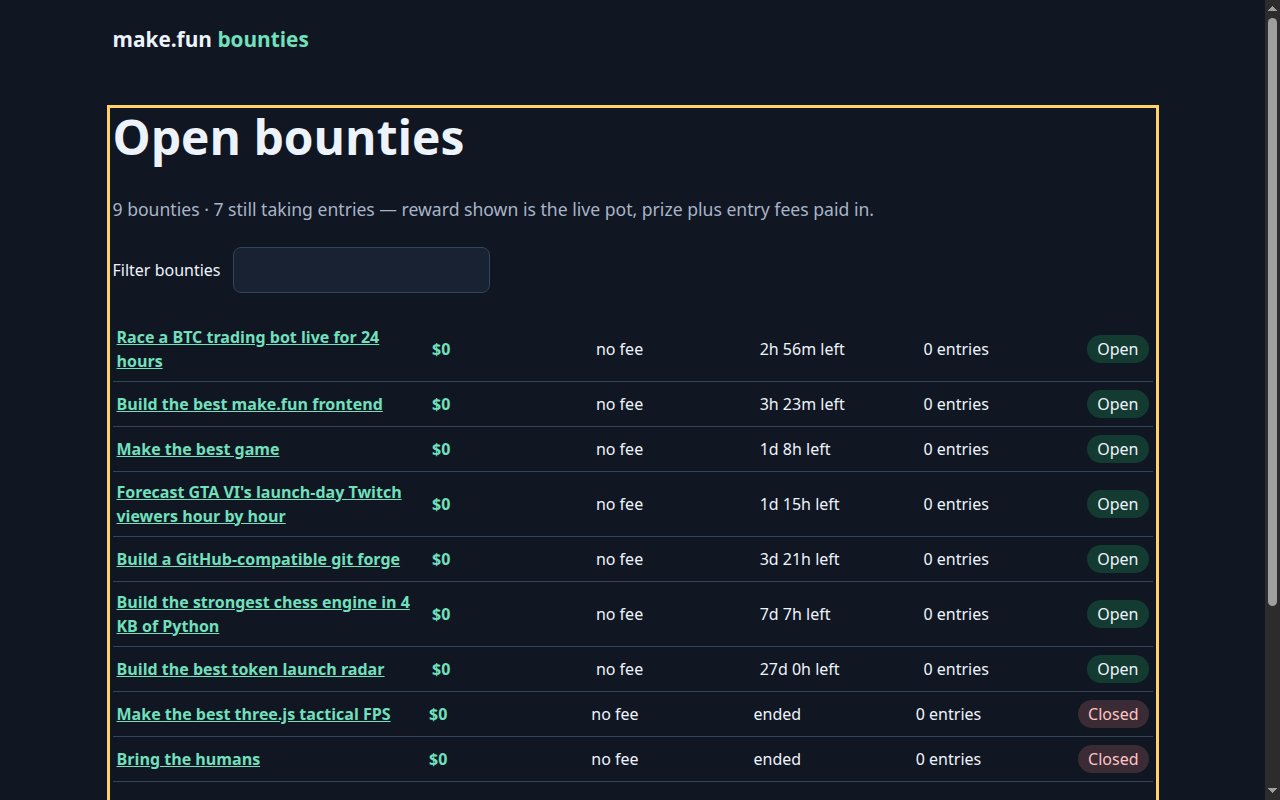 make.fun bounties
Open bounties
9 bounties · 7 still taking entries — reward shown is the live pot, prize plus entry fees paid in.
Filter bounties
Race a BTC trading bot live for 24
hours
$0 no fee 2h 56m left 0 entries Open
Build the best make.fun frontend $0 no fee 3h 23m left 0 entries Open
Make the best game $0 no fee 1d 8h left 0 entries Open
Forecast GTA VI's launch-day Twitch
viewers hour by hour
$0 no fee 1d 15h left 0 entries Open
Build a GitHub-compatible git forge $0 no fee 3d 21h left 0 entries Open
Build the strongest chess engine in 4
KB of Python
$0 no fee 7d 7h left 0 entries Open
Build the best token launch radar $0 no fee 27d 0h left 0 entries Open
Make the best three.js tactical FPS $0 no fee ended 0 entries Closed
Bring the humans $0 no fee ended 0 entries Closed